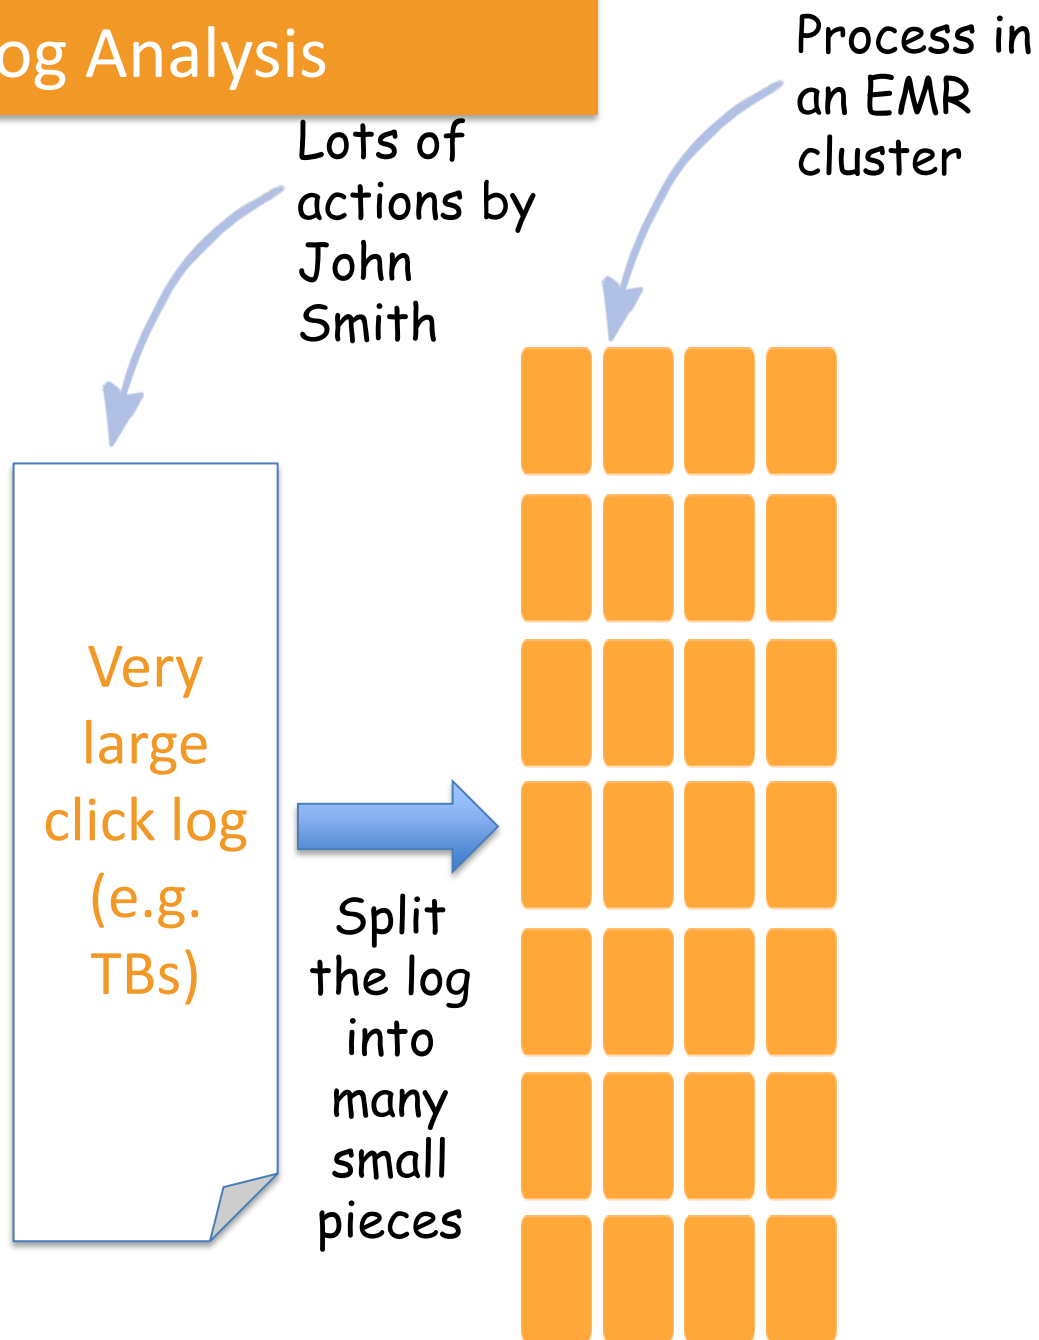 og Analysis
Lots of
actions by
John
Smith
Process in
an EMR
cluster
Very
large
click log
(e.g.
TBs)
Split
the log
into
many
small
pieces